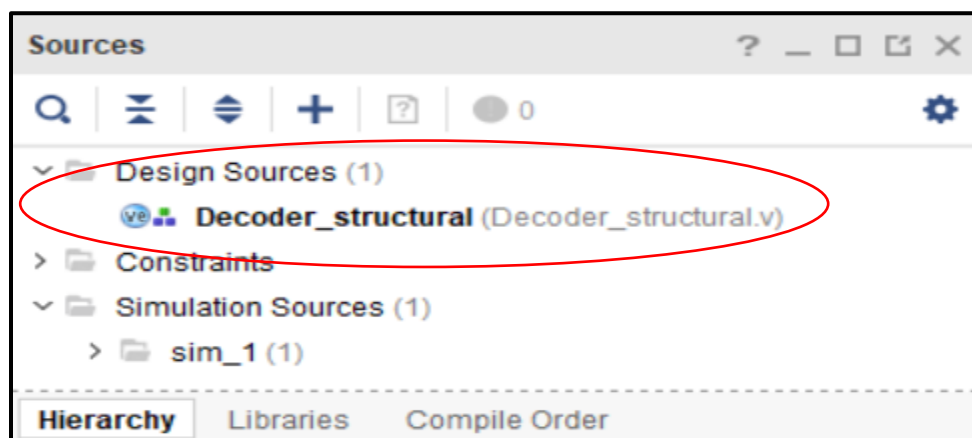 Sources
0
Design Sources (1)
Decoder_structural (Decoder_structural.v)
Constraints
Simulation Sources (1)
sim_1 (1)
Hierarchy Libraries Compile Order